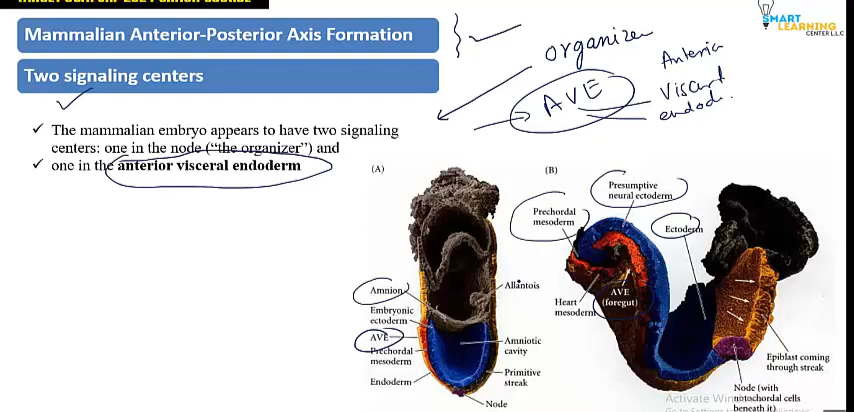 SMART
LEARNING
CENTER L.L.C
Mammalian Anterior-Posterior Axis Formation
Two signaling centers
organizer
AVE
Anterior
endod.
✓ The mammalian embryo appears to have two signaling
centers: one in the node ("the organizer") and
✓ one in the anterior visceral endoderm
(A)
Amnion
Embryonic
ectoderm
AVE
Prechordal
mesoderm
Endoderm
Allantois
Amniotic
cavity
Primitive
streak
Node
(B)
Presumptive
neural ectoderm
Prechordal
mesoderm
Ectoderm
AVE
(foregut)
Heart
mesoderm
Epiblast coming
through streak
Node (with
notochordal cells
beneath it)
Activate Win